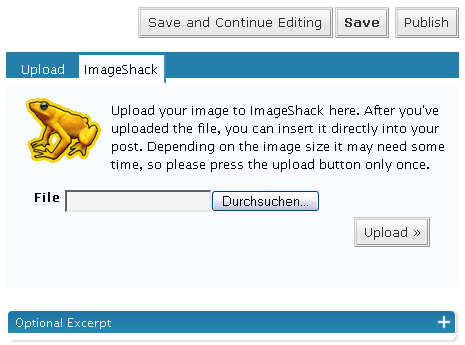 Save and Continue Editing Save Publish
Upload ImageShack
Upload your image to ImageShack here. After you've
uploaded the file, you can insert it directly into your
post. Depending on the image size it may need some
time, so please press the upload button only once.
File Durchsuchen...
Upload »
Optional Excerpt +